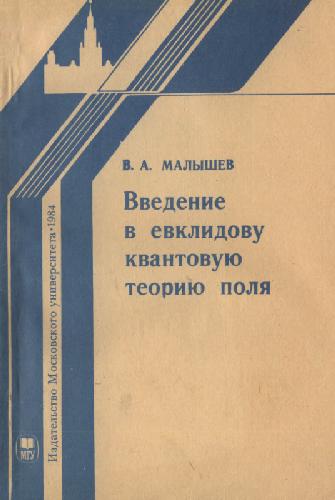 В. А. МАЛЫШЕВ
Введение
в евклидову
квантовую
теорию поля
Издательство Московского университета·1984
МГУ